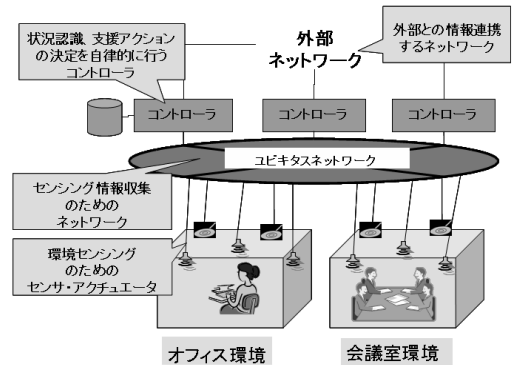 状況認識、支援アクション
の決定を自律的に行う
コントローラ
外部
ネットワーク
外部との情報連携
するネットワーク
コントローラ
コントローラ
コントローラ
ユビキタスネットワーク
センシング情報収集
のための
ネットワーク
環境センシング
のための
センサ・アクチュエータ
オフィス環境
会議室環境